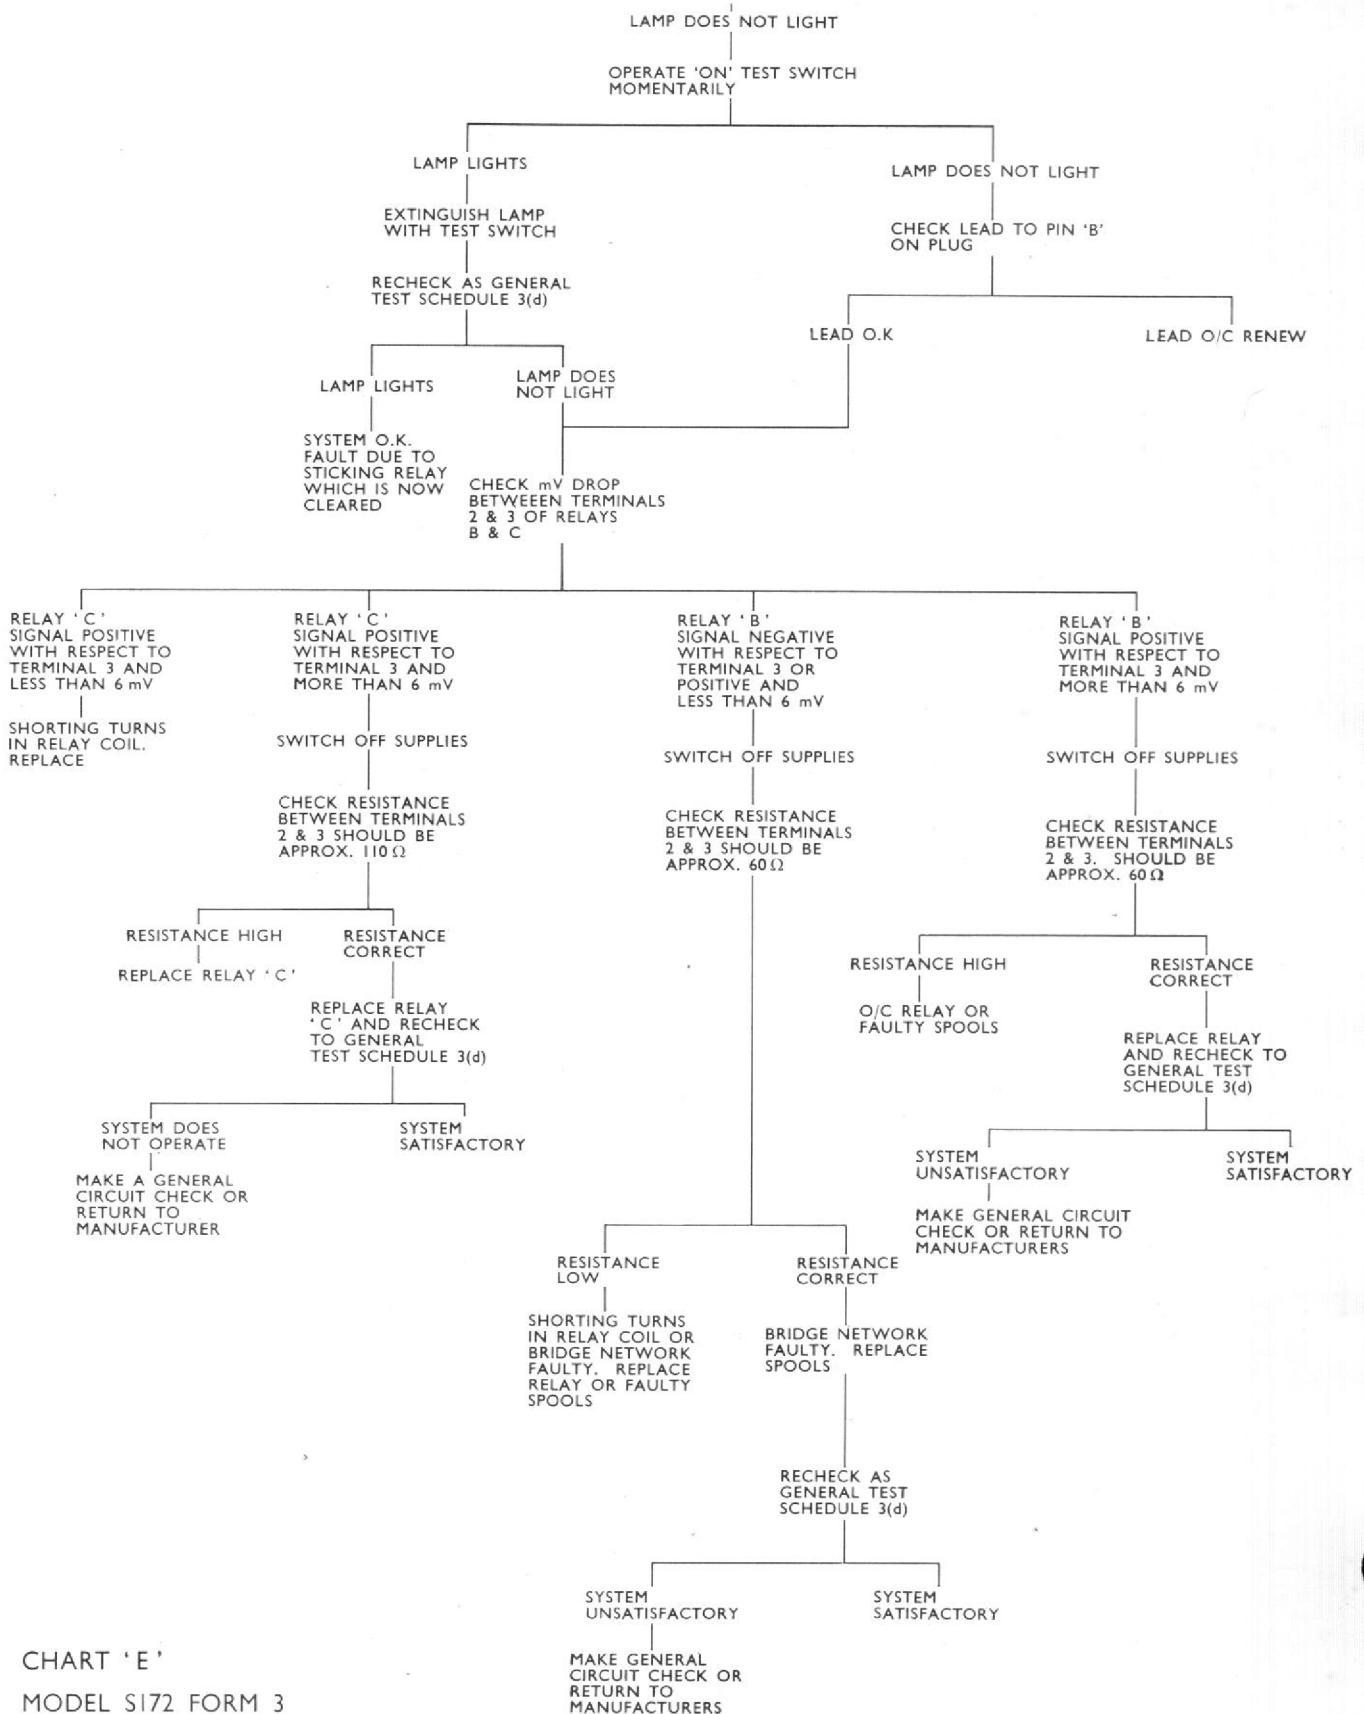 LAMP DOES NOT LIGHT
OPERATE ‘ON’ TEST SWITCH
MOMENTARILY
LAMP LIGHTS
LAMP DOES NOT LIGHT
EXTINGUISH LAMP
WITH TEST SWITCH
CHECK LEAD TO PIN ‘B’
ON PLUG
RECHECK AS GENERAL
TEST SCHEDULE 3(d)
LEAD O.K
LEAD O/C RENEW
LAMP LIGHTS
LAMP DOES
NOT LIGHT
SYSTEM O.K.
FAULT DUE TO
STICKING RELAY
WHICH IS NOW
CLEARED
CHECK mV DROP
BETWEEEN TERMINALS
2 & 3 OF RELAYS
B & C
RELAY ‘C’
SIGNAL POSITIVE
WITH RESPECT TO
TERMINAL 3 AND
LESS THAN 6 mV
RELAY ‘C’
SIGNAL POSITIVE
WITH RESPECT TO
TERMINAL 3 AND
MORE THAN 6 mV
RELAY ‘B’
SIGNAL NEGATIVE
WITH RESPECT TO
TERMINAL 3 OR
POSITIVE AND
LESS THAN 6 mV
RELAY ‘B’
SIGNAL POSITIVE
WITH RESPECT TO
TERMINAL 3 AND
MORE THAN 6 mV
SHORTING TURNS
IN RELAY COIL.
REPLACE
SWITCH OFF SUPPLIES
SWITCH OFF SUPPLIES
SWITCH OFF SUPPLIES
CHECK RESISTANCE
BETWEEN TERMINALS
2 & 3 SHOULD BE
APPROX. 110Ω
CHECK RESISTANCE
BETWEEN TERMINALS
2 & 3 SHOULD BE
APPROX. 60Ω
CHECK RESISTANCE
BETWEEN TERMINALS
2 & 3. SHOULD BE
APPROX. 60Ω
RESISTANCE HIGH
RESISTANCE
CORRECT
REPLACE RELAY ‘C’
RESISTANCE HIGH
RESISTANCE
CORRECT
REPLACE RELAY
‘C’ AND RECHECK
TO GENERAL
TEST SCHEDULE 3(d)
O/C RELAY OR
FAULTY SPOOLS
REPLACE RELAY
AND RECHECK TO
GENERAL TEST
SCHEDULE 3(d)
SYSTEM DOES
NOT OPERATE
SYSTEM
SATISFACTORY
SYSTEM
UNSATISFACTORY
SYSTEM
SATISFACTORY
MAKE A GENERAL
CIRCUIT CHECK OR
RETURN TO
MANUFACTURER
MAKE GENERAL CIRCUIT
CHECK OR RETURN TO
MANUFACTURERS
RESISTANCE
LOW
RESISTANCE
CORRECT
SHORTING TURNS
IN RELAY COIL OR
BRIDGE NETWORK
FAULTY. REPLACE
RELAY OR FAULTY
SPOOLS
BRIDGE NETWORK
FAULTY. REPLACE
SPOOLS
RECHECK AS
GENERAL TEST
SCHEDULE 3(d)
SYSTEM
UNSATISFACTORY
SYSTEM
SATISFACTORY
MAKE GENERAL
CIRCUIT CHECK OR
RETURN TO
MANUFACTURERS
CHART ‘E’
MODEL S172 FORM 3